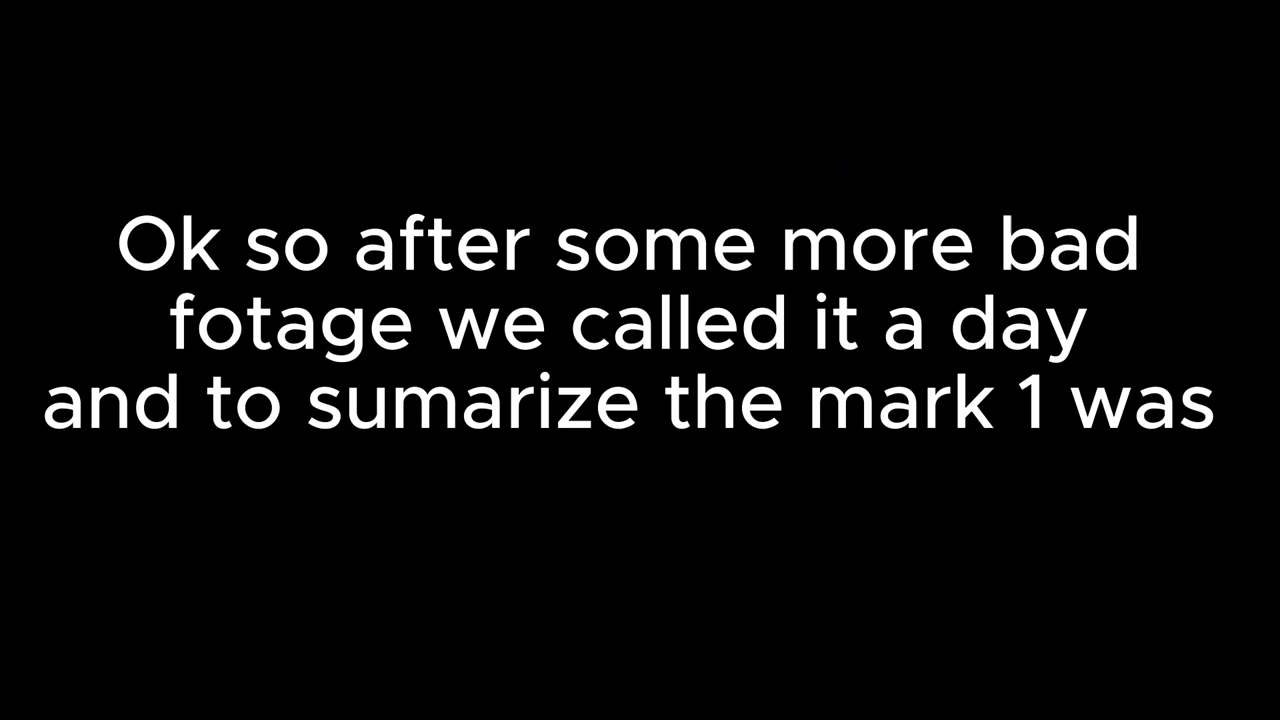 Ok so after some more bad
fotage we called it a day
and to sumarize the mark 1 was